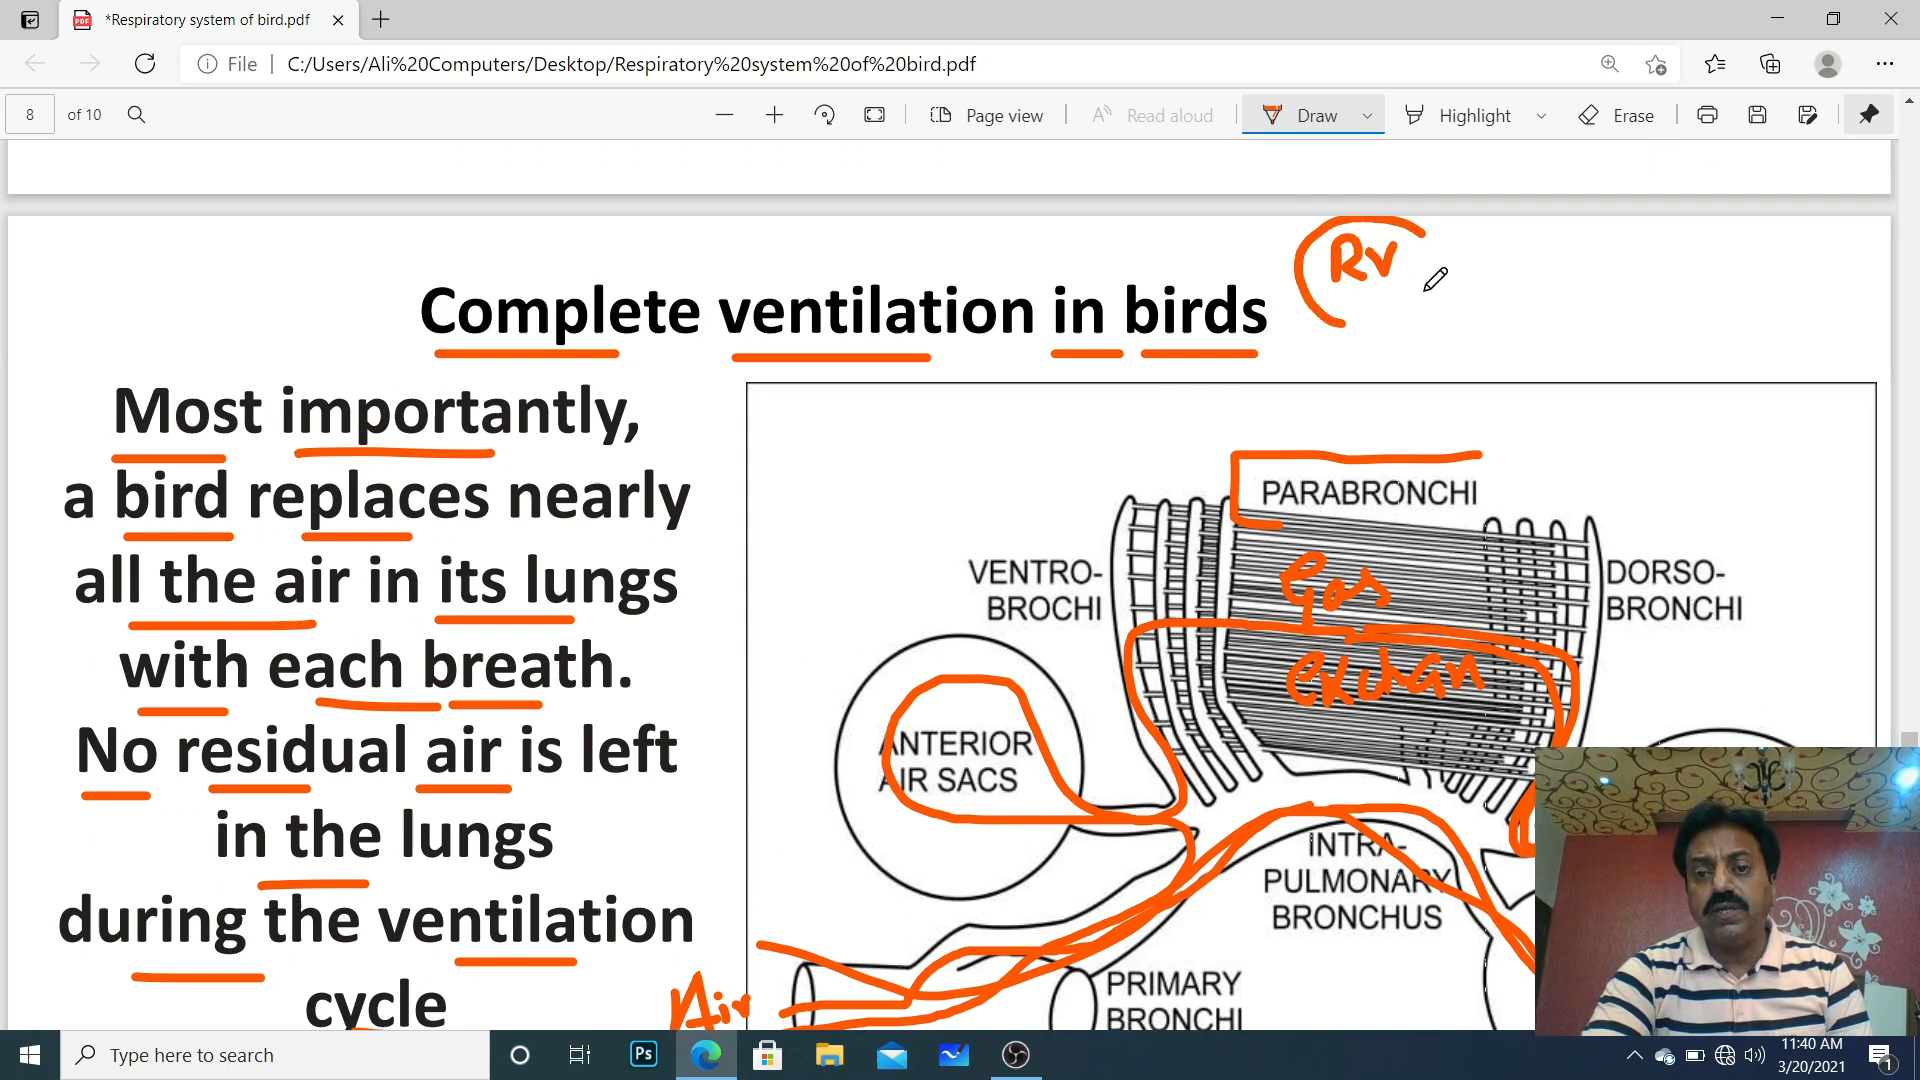 *Respiratory system of bird.pdf
File
C:/Users/Ali%20Computers/Desktop/Respiratory%20system%20of%20bird.pdf
8 of 10
Page view
Read aloud
Draw
Highlight
Erase
RV
Complete ventilation in birds
Most importantly,
a bird replaces nearly
all the air in its lungs
with each breath.
No residual air is left
in the lungs
during the ventilation
cycle
PARABRONCHI
VENTRO-
BROCHI
DORSO-
BRONCHI
Gas
exchan
ANTERIOR
AIR SACS
INTRA-
PULMONARY
BRONCHUS
PRIMARY
BRONCHI
Air
Type here to search
Ps
11:40 AM
3/20/2021
1